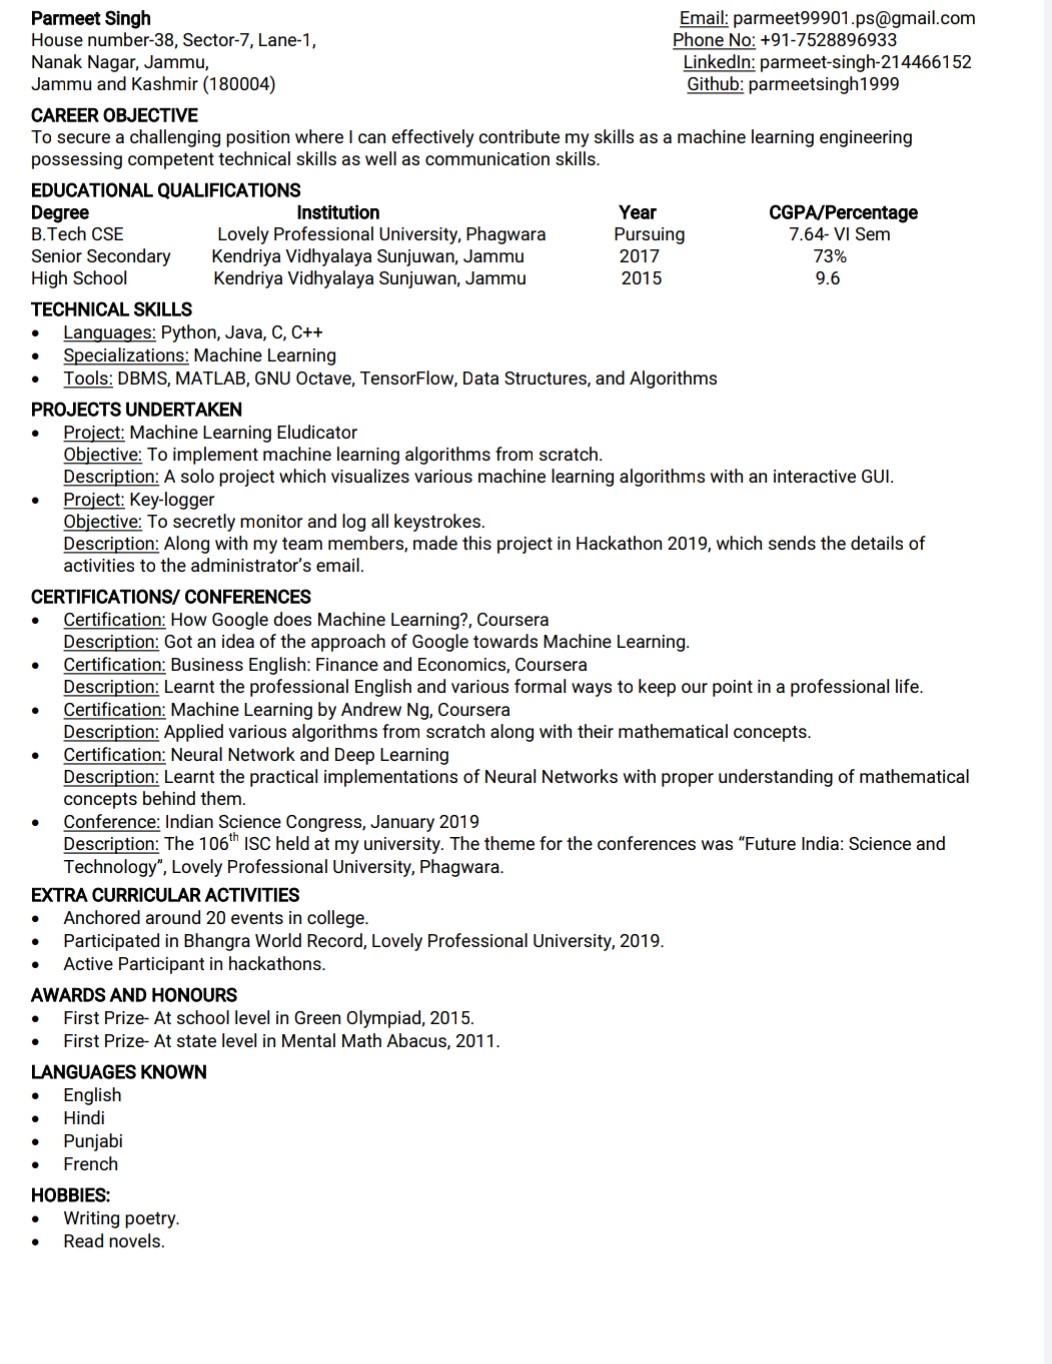 Parmeet Singh Email: parmeet99901.ps@gmail.com
House number-38, Sector-7, Lane-1, Phone No: +91-7528896933
Nanak Nagar, Jammu, LinkedIn: parmeet-singh-214466152
Jammu and Kashmir (180004) Github: parmeetsingh1999
CAREER OBJECTIVE
To secure a challenging position where I can effectively contribute my skills as a machine learning engineering
possessing competent technical skills as well as communication skills.
EDUCATIONAL QUALIFICATIONS
Degree Institution Year CGPA/Percentage
B.Tech CSE Lovely Professional University, Phagwara Pursuing 7.64- VI Sem
Senior Secondary Kendriya Vidhyalaya Sunjuwan, Jammu 2017 73%
High School Kendriya Vidhyalaya Sunjuwan, Jammu 2015 9.6
TECHNICAL SKILLS
• Languages: Python, Java, C, C++
• Specializations: Machine Learning
• Tools: DBMS, MATLAB, GNU Octave, TensorFlow, Data Structures, and Algorithms
PROJECTS UNDERTAKEN
• Project: Machine Learning Eludicator
Objective: To implement machine learning algorithms from scratch.
Description: A solo project which visualizes various machine learning algorithms with an interactive GUI.
• Project: Key-logger
Objective: To secretly monitor and log all keystrokes.
Description: Along with my team members, made this project in Hackathon 2019, which sends the details of
activities to the administrator's email.
CERTIFICATIONS/ CONFERENCES
• Certification: How Google does Machine Learning?, Coursera
Description: Got an idea of the approach of Google towards Machine Learning.
• Certification: Business English: Finance and Economics, Coursera
Description: Learnt the professional English and various formal ways to keep our point in a professional life.
• Certification: Machine Learning by Andrew Ng, Coursera
Description: Applied various algorithms from scratch along with their mathematical concepts.
• Certification: Neural Network and Deep Learning
Description: Learnt the practical implementations of Neural Networks with proper understanding of mathematical
concepts behind them.
• Conference: Indian Science Congress, January 2019
Description: The 106th ISC held at my university. The theme for the conferences was “Future India: Science and
Technology”, Lovely Professional University, Phagwara.
EXTRA CURRICULAR ACTIVITIES
• Anchored around 20 events in college.
• Participated in Bhangra World Record, Lovely Professional University, 2019.
• Active Participant in hackathons.
AWARDS AND HONOURS
• First Prize- At school level in Green Olympiad, 2015.
• First Prize- At state level in Mental Math Abacus, 2011.
LANGUAGES KNOWN
• English
• Hindi
• Punjabi
• French
HOBBIES:
• Writing poetry.
• Read novels.